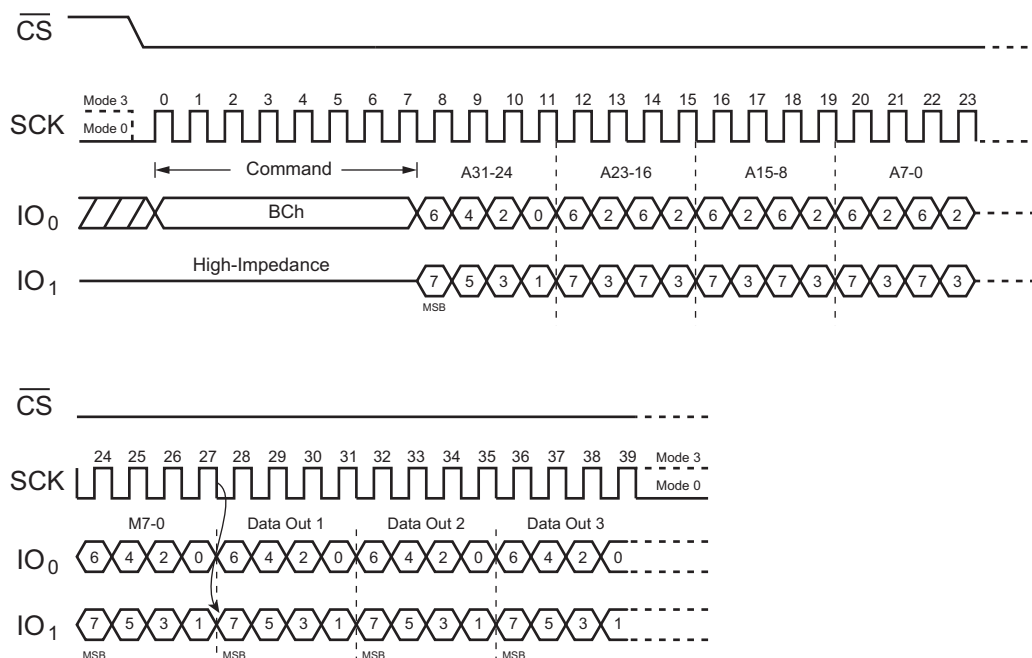 CS
Mode 3
0 1 2 3 4 5 6 7 8 9 10 11 12 13 14 15 16 17 18 19 20 21 22 23
SCK
Mode 0
Command A31-24 A23-16 A15-8 A7-0
IO0 BCh 6 4 2 0 6 2 6 2 6 2 6 2 6 2 6 2
High-Impedance
IO1 7 5 3 1 7 3 7 3 7 3 7 3 7 3 7 3
MSB
CS
24 25 26 27 28 29 30 31 32 33 34 35 36 37 38 39 Mode 3
SCK
Mode 0
M7-0 Data Out 1 Data Out 2 Data Out 3
IO0 6 4 2 0 6 4 2 0 6 4 2 0 6 4 2 0
IO1 7 5 3 1 7 5 3 1 7 5 3 1 7 5 3 1
MSB MSB MSB MSB